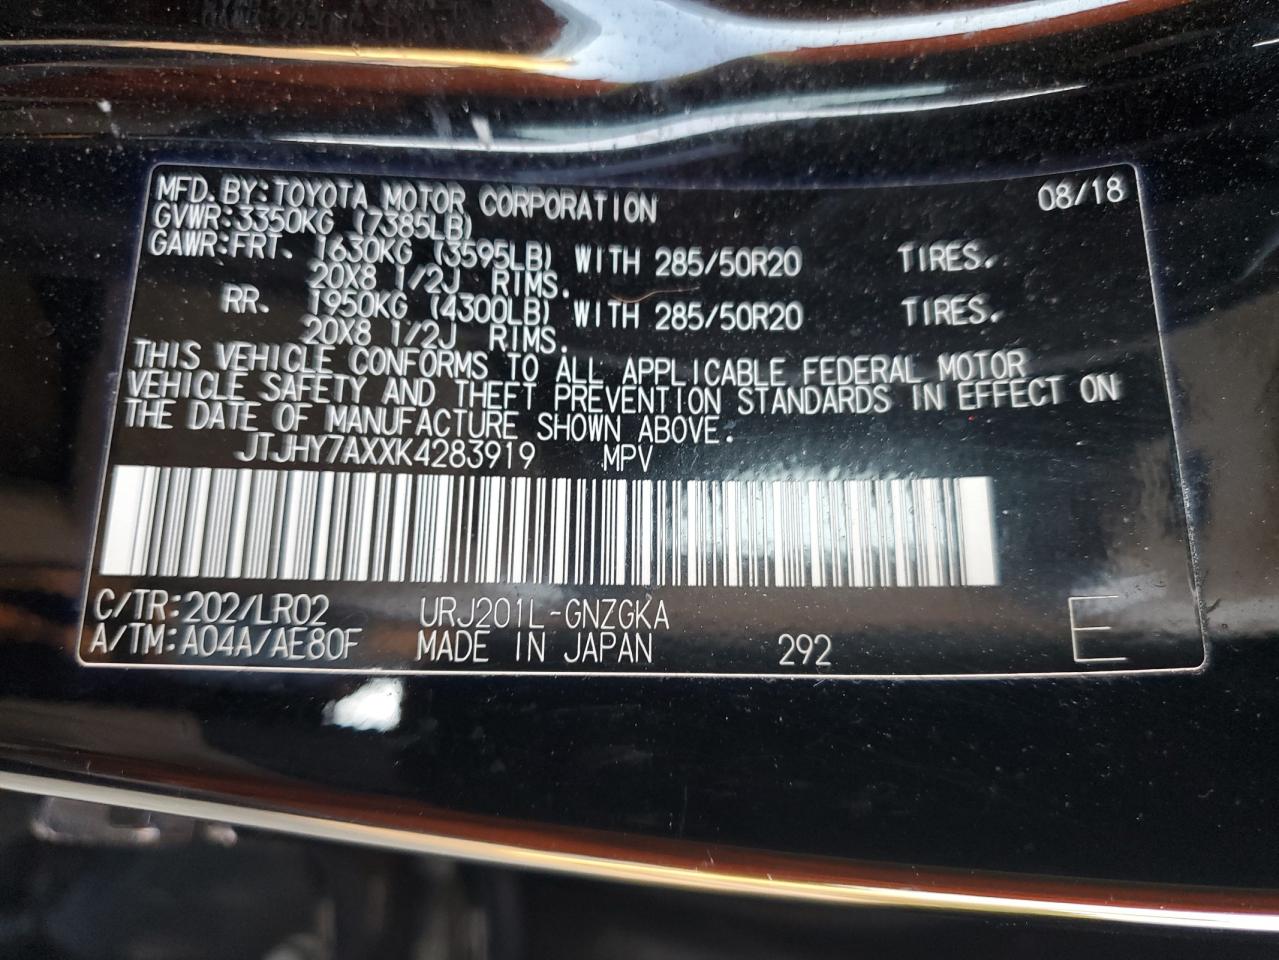 MFD. BY: TOYOTA MOTOR CORPORATION 08/18
GVWR: 3350KG (7385LB)
GAWR: FRT. 1630KG (3595LB) WITH 285/50R20 TIRES.
20X8 1/2J RIMS.
RR. 1950KG (4300LB) WITH 285/50R20 TIRES.
20X8 1/2J RIMS.
THIS VEHICLE CONFORMS TO ALL APPLICABLE FEDERAL MOTOR
VEHICLE SAFETY AND THEFT PREVENTION STANDARDS IN EFFECT ON
THE DATE OF MANUFACTURE SHOWN ABOVE.
JTJHY7AXXK4283919 MPV
C/TR: 202/LR02 URJ201L-GNZGKA
A/TM: A04A/AE80F MADE IN JAPAN 292 E